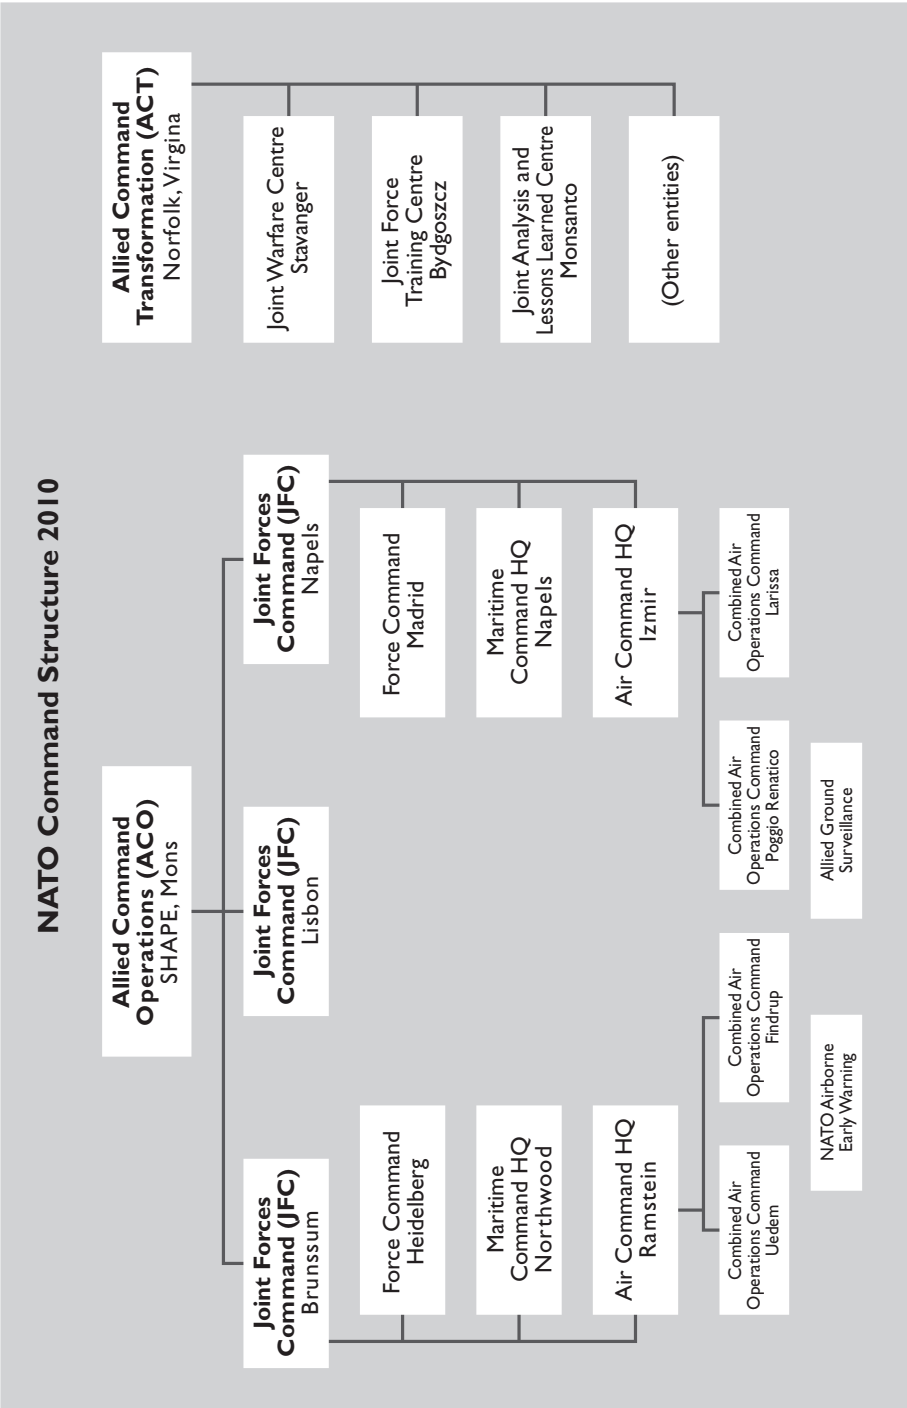 NATO Command Structure 2010
Allied Command
Operations (ACO)
SHAPE, Mons
Allied Command
Transformation (ACT)
Norfolk, Virgina
Joint Forces
Command (JFC)
Brunssum
Joint Forces
Command (JFC)
Lisbon
Joint Forces
Command (JFC)
Napels
Joint Warfare Centre
Stavanger
Force Command
Heidelberg
Force Command
Madrid
Joint Force
Training Centre
Bydgoszcz
Maritime
Command HQ
Northwood
Maritime
Command HQ
Napels
Joint Analysis and
Lessons Learned Centre
Monsanto
Air Command HQ
Ramstein
Air Command HQ
Izmir
(Other entities)
Combined Air
Operations Command
Uedem
Combined Air
Operations Command
Findrup
Combined Air
Operations Command
Poggio Renatico
Combined Air
Operations Command
Larissa
NATO Airborne
Early Warning
Allied Ground
Surveillance